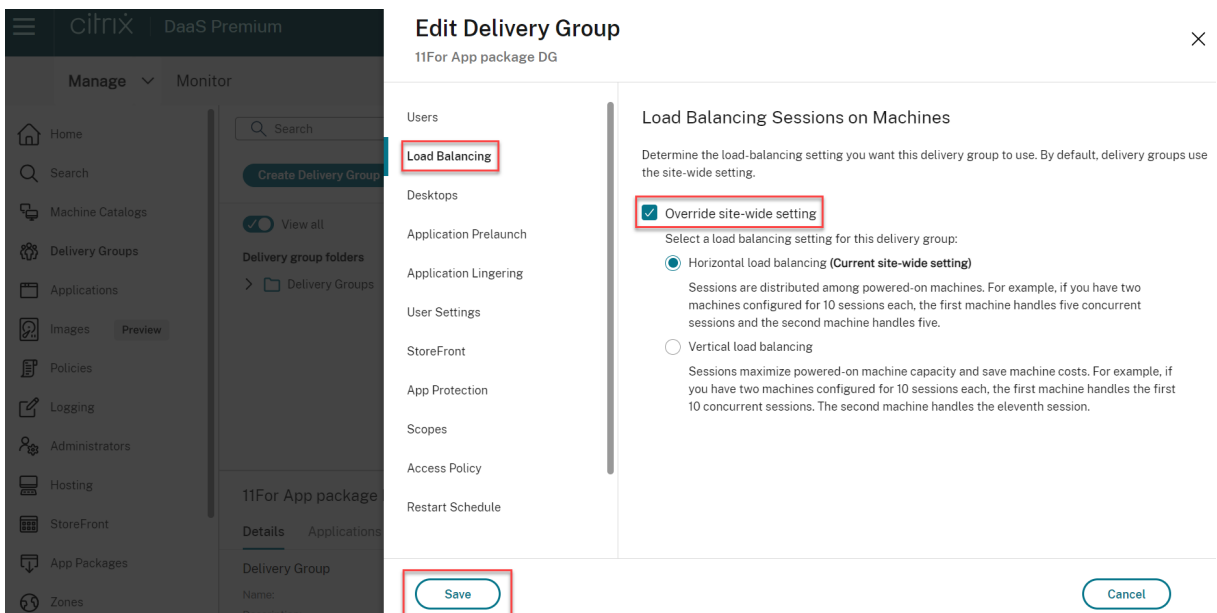 citrix DaaS Premium
Manage Monitor
Home
Search
Machine Catalogs
Delivery Groups
Applications
Images Preview
Policies
Logging
Administrators
Hosting
StoreFront
App Packages
Zones
Search
Create Delivery Group
View all
Delivery group folders
Delivery Groups
11For App package
Details Applications
Delivery Group
Name:
Edit Delivery Group
11For App package DG
Users
Load Balancing
Desktops
Application Prelaunch
Application Lingering
User Settings
StoreFront
App Protection
Scopes
Access Policy
Restart Schedule
Load Balancing Sessions on Machines
Determine the load-balancing setting you want this delivery group to use. By default, delivery groups use
the site-wide setting.
Override site-wide setting
Select a load balancing setting for this delivery group:
Horizontal load balancing (Current site-wide setting)
Sessions are distributed among powered-on machines. For example, if you have two
machines configured for 10 sessions each, the first machine handles five concurrent
sessions and the second machine handles five.
Vertical load balancing
Sessions maximize powered-on machine capacity and save machine costs. For example, if
you have two machines configured for 10 sessions each, the first machine handles the first
10 concurrent sessions. The second machine handles the eleventh session.
Save
Cancel